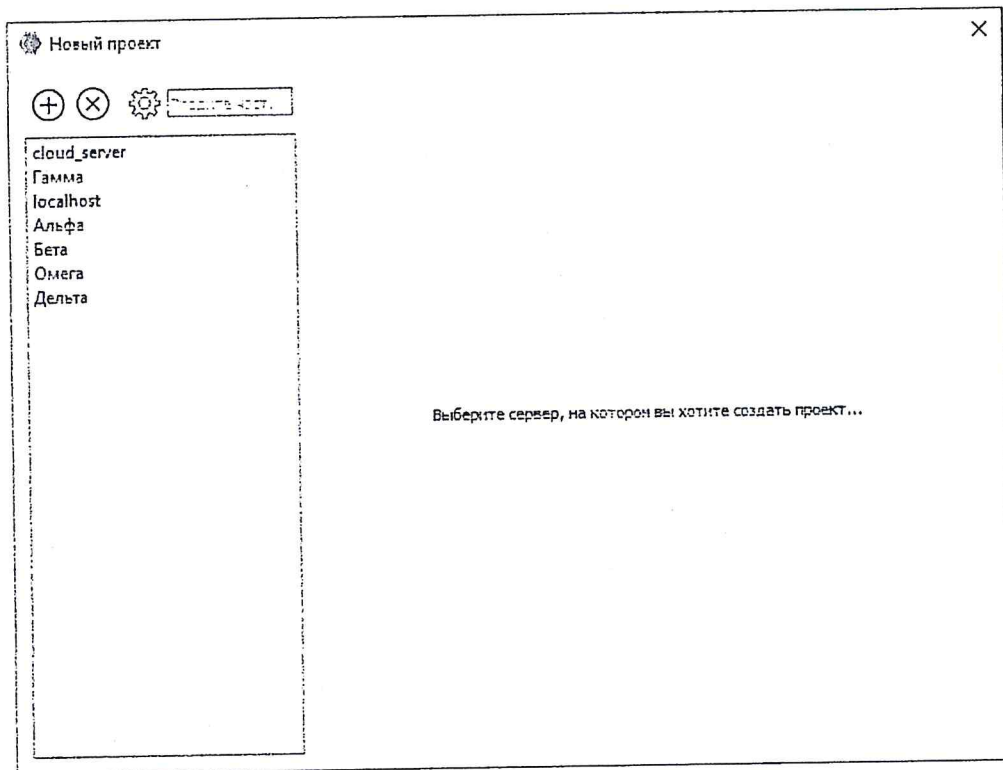 Новый проект
cloud_server
Гамма
localhost
Альфа
Бета
Омега
Дельта
Выберите сервер, на котором вы хотите создать проект...